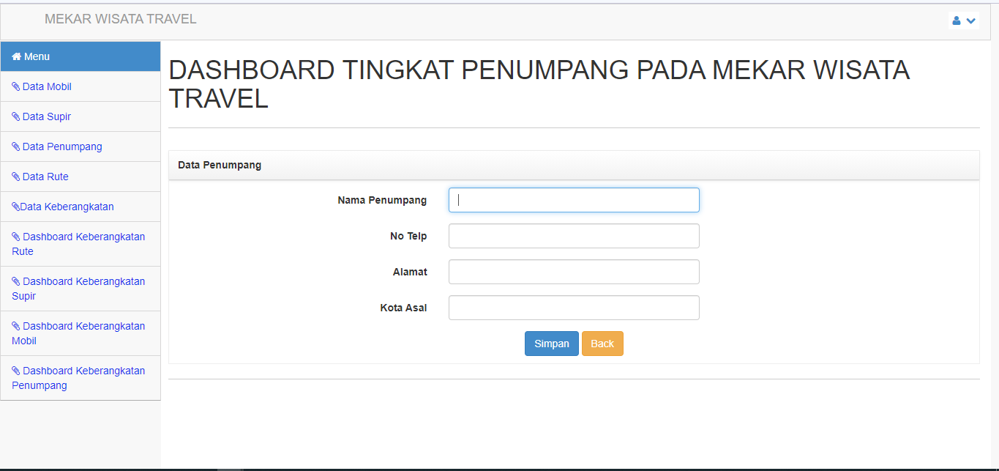 MEKAR WISATA TRAVEL
Menu
Data Mobil
Data Supir
Data Penumpang
Data Rute
Data Keberangkatan
Dashboard Keberangkatan
Rute
Dashboard Keberangkatan
Supir
Dashboard Keberangkatan
Mobil
Dashboard Keberangkatan
Penumpang
DASHBOARD TINGKAT PENUMPANG PADA MEKAR WISATA
TRAVEL
Data Penumpang
Nama Penumpang
No Telp
Alamat
Kota Asal
Simpan Back